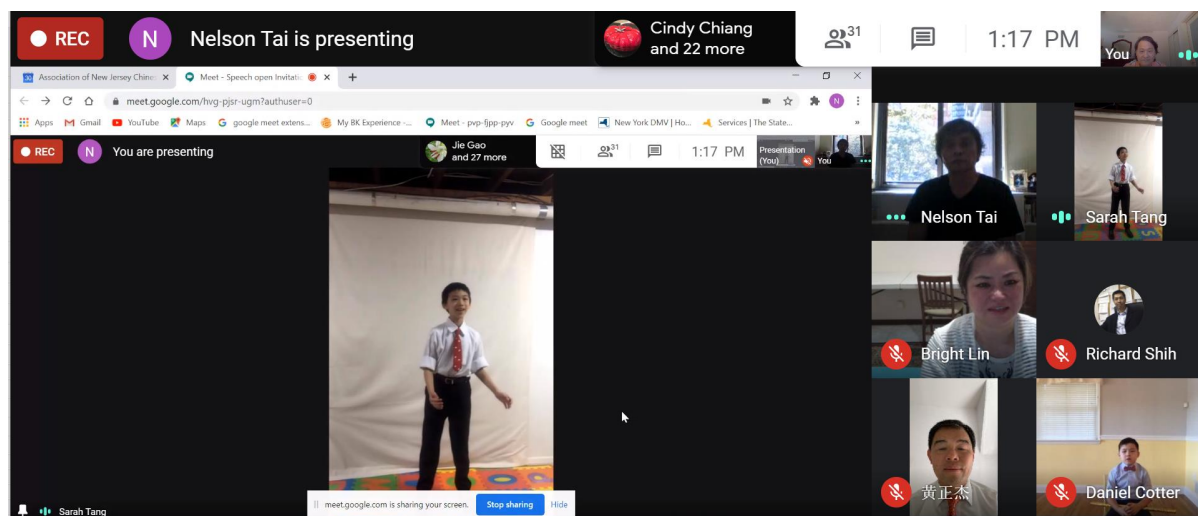 REC
N
Nelson Tai is presenting
Cindy Chiang
and 22 more
31
1:17 PM
You
Association of New Jersey Chine
Meet - Speech open Invitatic
meet.google.com/hvg-pjsr-ugm?authuser=0
N
Apps
Gmail
YouTube
Maps
google meet extens...
My BK Experience -...
Meet - pvp-fjpp-pyv
Google meet
New York DMV | Ho...
Services | The State...
»
REC
N
You are presenting
Jie Gao
and 27 more
31
1:17 PM
Presentation
(You)
You
Nelson Tai
Sarah Tang
Bright Lin
Richard Shih
黄正杰
Daniel Cotter
meet.google.com is sharing your screen.
Stop sharing
Hide
Sarah Tang